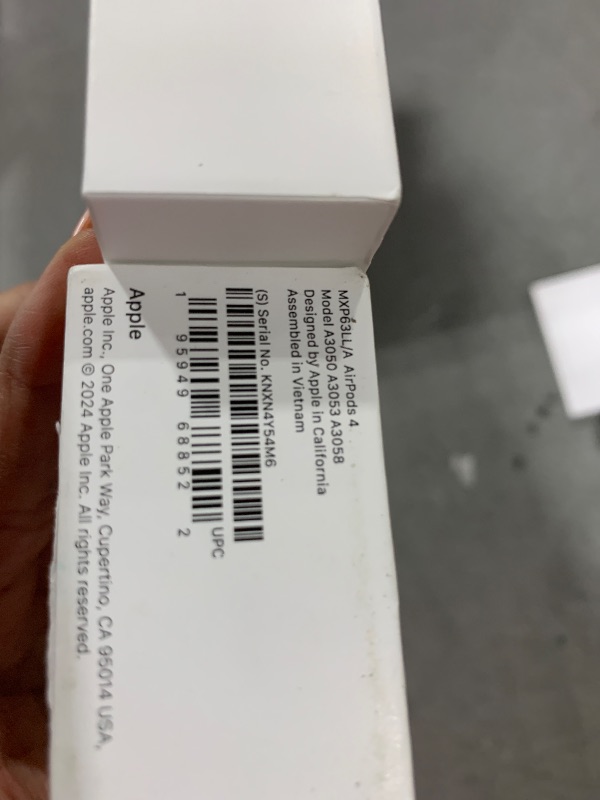 MXP63LL/A AirPods 4
Model A3050 A3053 A3058
Designed by Apple in California
Assembled in Vietnam
(S) Serial No. KNXN4Y54M6
UPC
1 95949 68852 2
Apple
Apple Inc., One Apple Park Way, Cupertino, CA 95014 USA,
apple.com © 2024 Apple Inc. All rights reserved.